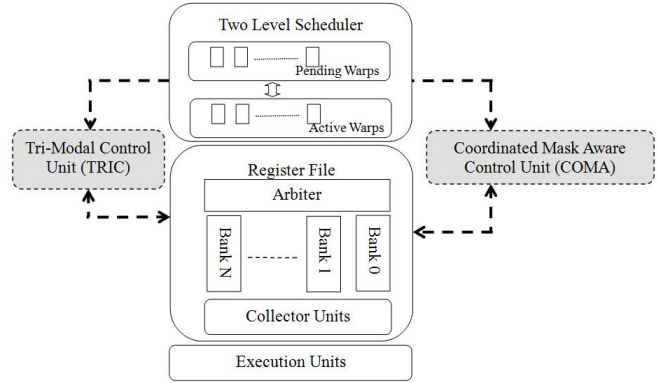 Two Level Scheduler
Pending Warps
Active Warps
Tri-Modal Control
Unit (TRIC)
Coordinated Mask Aware
Control Unit (COMA)
Register File
Arbiter
Bank N
Bank 1
Bank 0
Collector Units
Execution Units